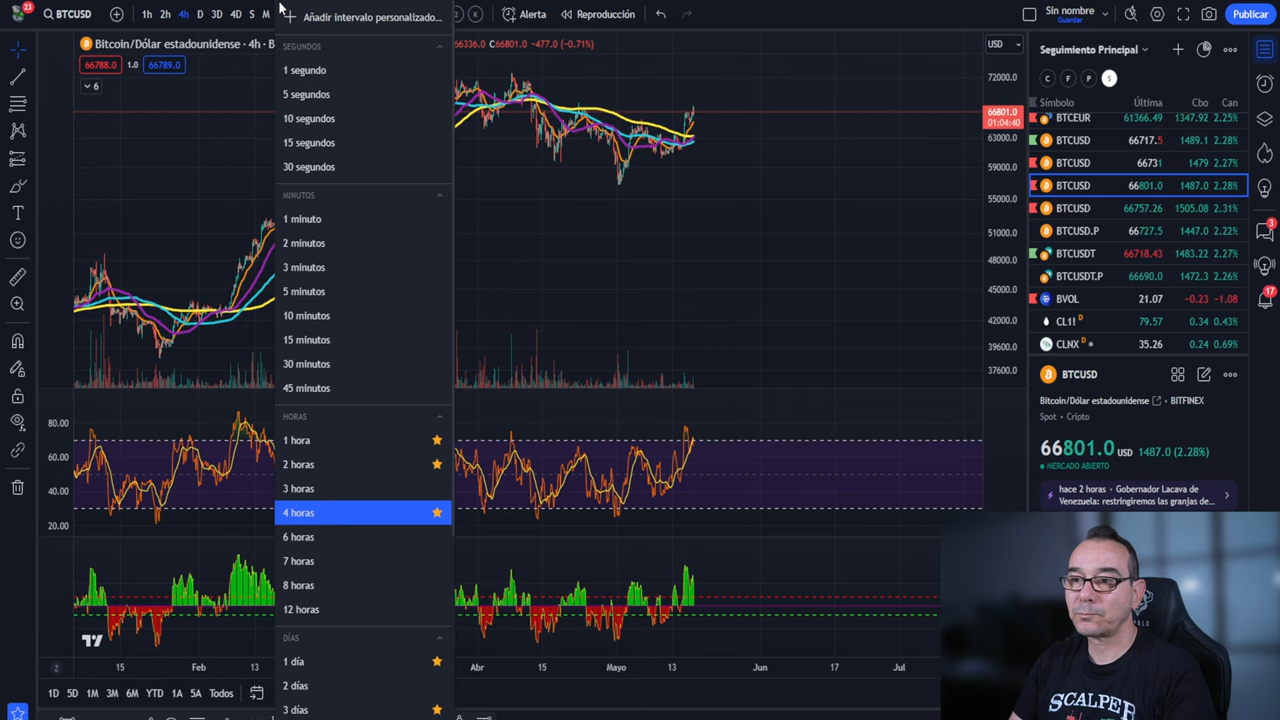 23
BTCUSD
1h 2h 4h D 3D 4D S M
Añadir intervalo personalizado...
2 K
Alerta
Reproducción
Sin nombre
Guardar
Publicar
Bitcoin/Dólar estadounidense · 4h · B
66336.0 C66801.0 -477.0 (-0.71%)
66788.0 1.0 66789.0
6
USD
72000.0
66801.0
01:04:40
63000.0
59000.0
55000.0
51000.0
48000.0
45000.0
42000.0
39600.0
37600.0
80.00
60.00
40.00
20.00
SEGUNDOS
1 segundo
5 segundos
10 segundos
15 segundos
30 segundos
MINUTOS
1 minuto
2 minutos
3 minutos
5 minutos
10 minutos
15 minutos
30 minutos
45 minutos
HORAS
1 hora
2 horas
3 horas
4 horas
6 horas
7 horas
8 horas
12 horas
DÍAS
1 día
2 días
3 días
15 Feb 13 Abr 15 Mayo 13 Jun 17 Jul
Z
1D 5D 1M 3M 6M YTD 1A 5A Todos
Seguimiento Principal
C F P S
Símbolo Última Cbo Can
BTCEUR 61366.49 1347.92 2.25%
BTCUSD 66717.5 1489.1 2.28%
BTCUSD 66731 1479 2.27%
BTCUSD 66801.0 1487.0 2.28%
BTCUSD 66757.26 1505.08 2.31%
BTCUSD.P 66727.5 1447.0 2.22%
BTCUSDT 66718.43 1483.22 2.27%
BTCUSDT.P 66690.0 1472.3 2.26%
BVOL 21.07 -0.23 -1.08
CL1! D 79.57 0.34 0.43%
CLNX D 35.26 0.24 0.69%
BTCUSD
Bitcoin/Dólar estadounidense · BITFINEX
Spot · Cripto
66801.0 USD 1487.0 (2.28%)
MERCADO ABIERTO
hace 2 horas · Gobernador Lacava de
Venezuela: restringiremos las granjas de...
3
17
SCALPER